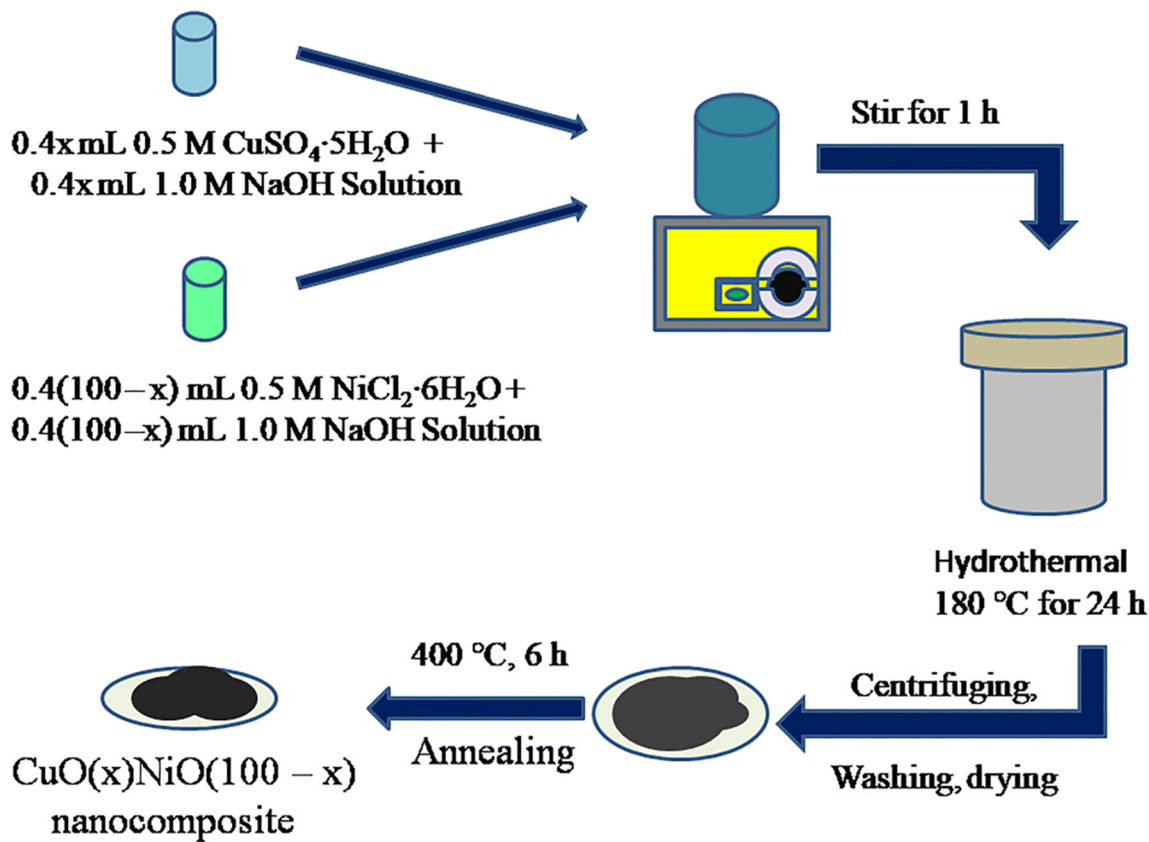 0.4x mL 0.5 M CuSO₄·5H₂O +
0.4x mL 1.0 M NaOH Solution
Stir for 1 h
0.4(100–x) mL 0.5 M NiCl₂·6H₂O+
0.4(100–x) mL 1.0 M NaOH Solution
Hydrothermal
180 °C for 24 h
Centrifuging,
Washing, drying
400 °C, 6 h
Annealing
CuO(x)NiO(100 – x)
nanocomposite